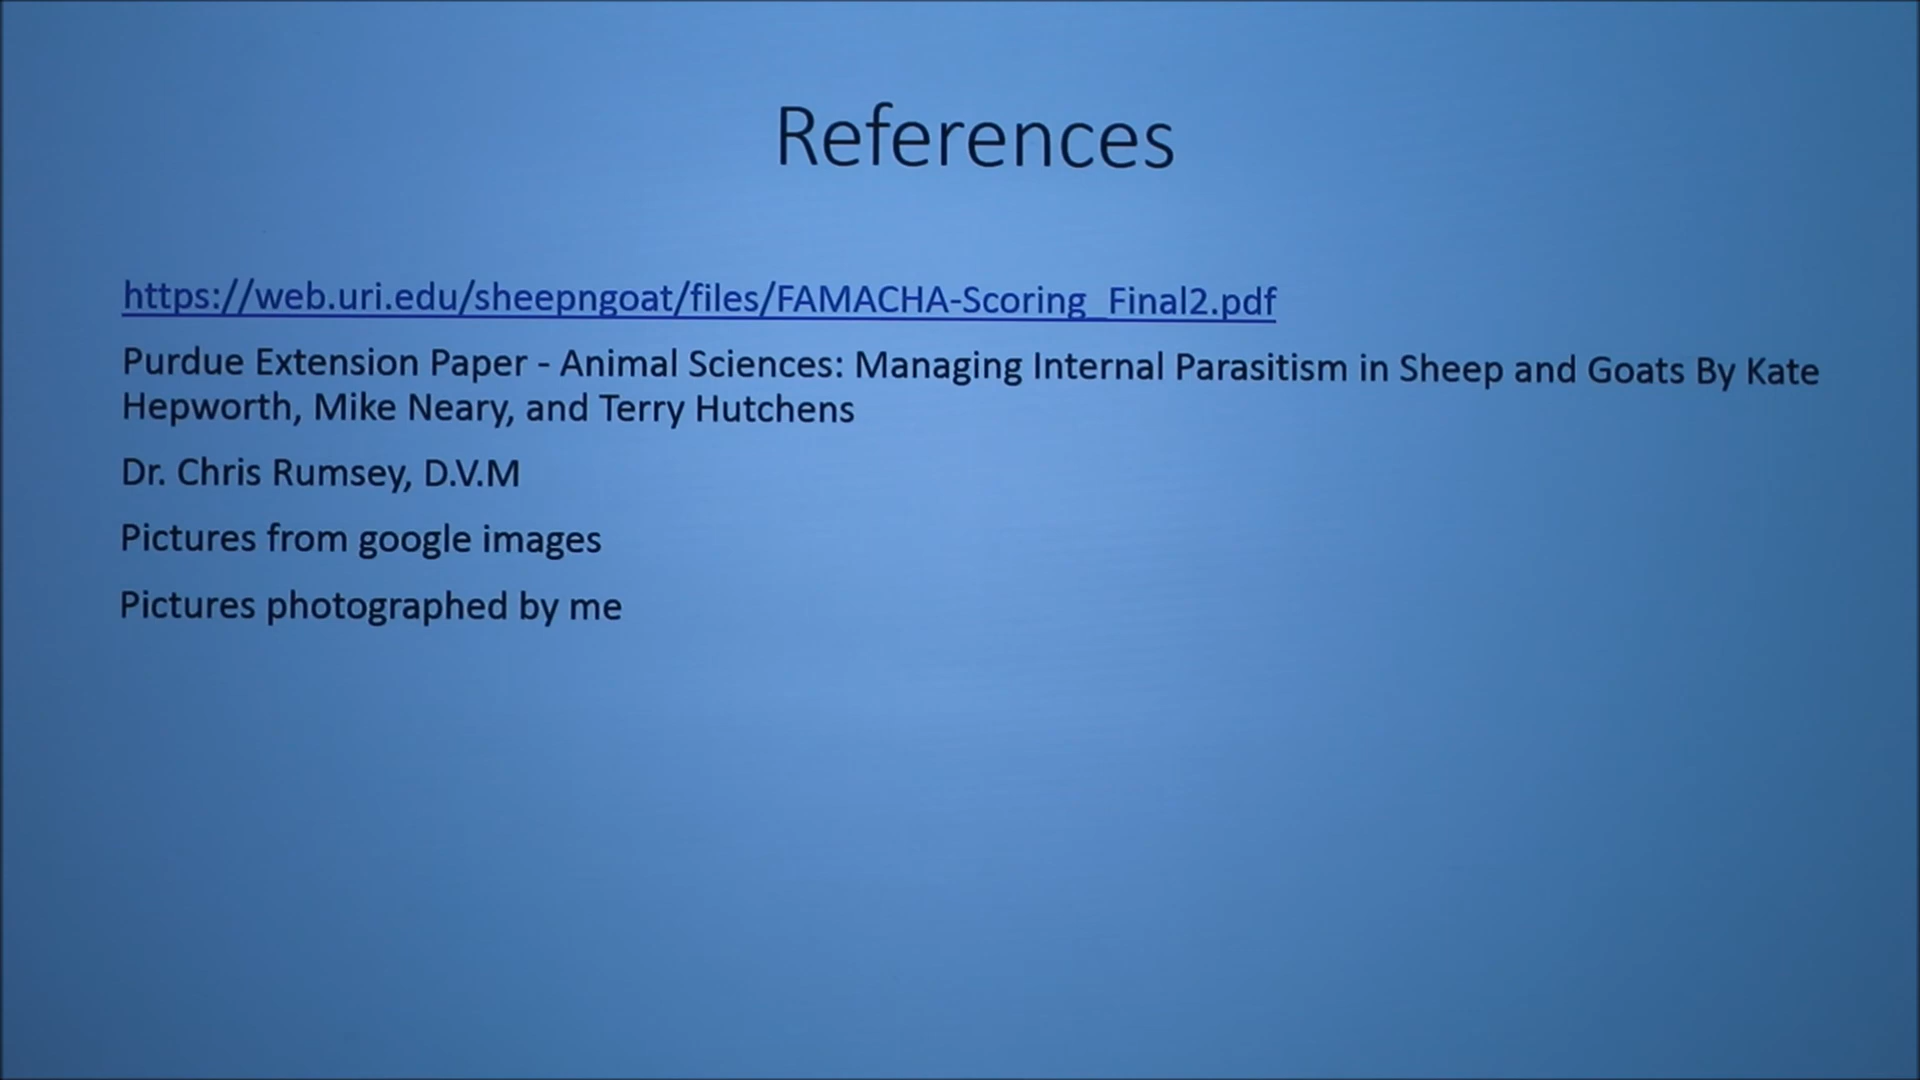 References
https://web.uri.edu/sheepngoat/files/FAMACHA-Scoring_Final2.pdf
Purdue Extension Paper - Animal Sciences: Managing Internal Parasitism in Sheep and Goats By Kate
Hepworth, Mike Neary, and Terry Hutchens
Dr. Chris Rumsey, D.V.M
Pictures from google images
Pictures photographed by me